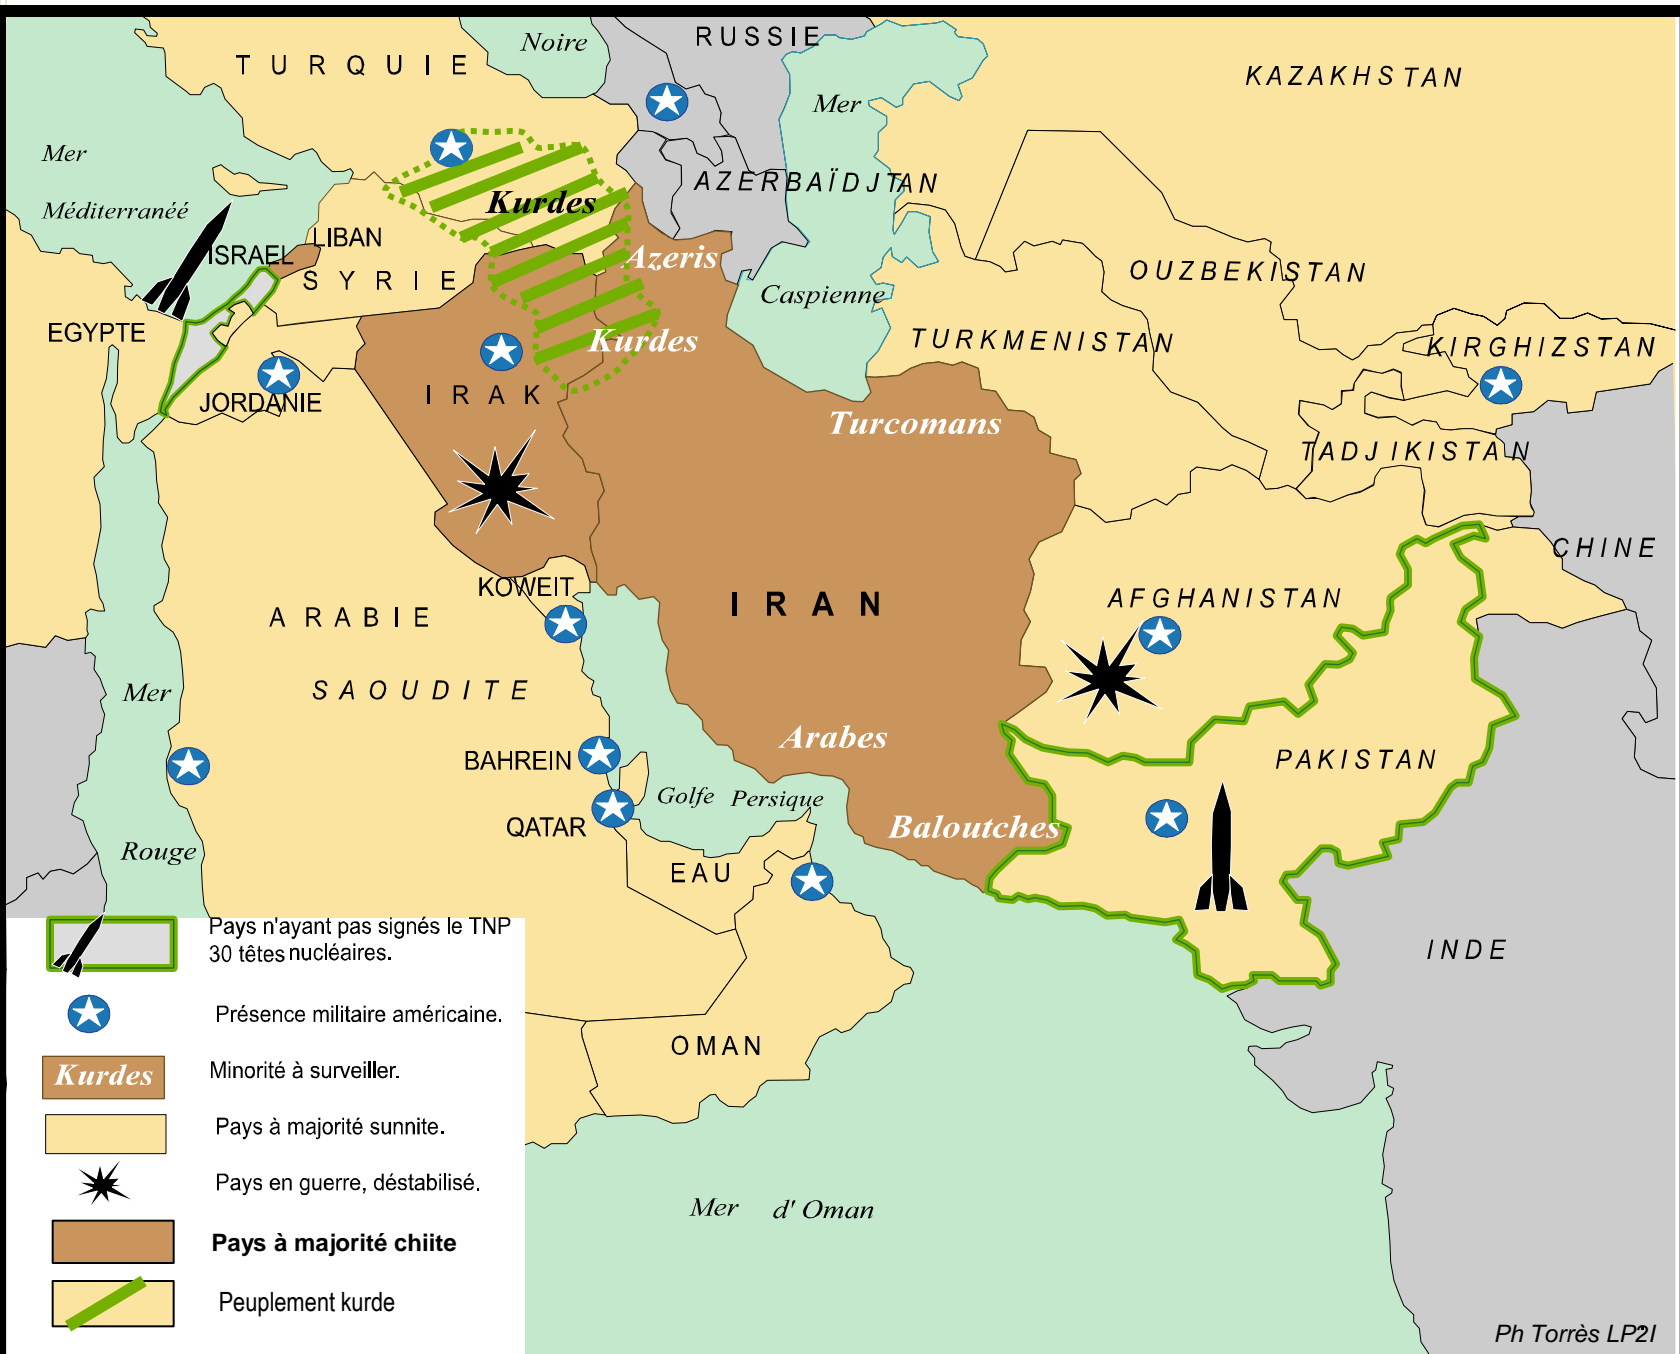 Noire
RUSSIE
TURQUIE
KAZAKHSTAN
Mer
Mer
Méditerranéé
AZERBAÏDJTAN
Kurdes
LIBAN
ISRAEL
SYRIE
Azeris
OUZBEKISTAN
Caspienne
EGYPTE
Kurdes
TURKMENISTAN
KIRGHIZSTAN
JORDANIE
IRAK
Turcomans
TADJIKISTAN
CHINE
KOWEIT
IRAN
AFGHANISTAN
ARABIE
SAOUDITE
Mer
Arabes
BAHREIN
PAKISTAN
Golfe Persique
QATAR
Baloutches
Rouge
EAU
INDE
OMAN
Mer d' Oman
Pays n'ayant pas signés le TNP
30 têtes nucléaires.
Présence militaire américaine.
Kurdes
Minorité à surveiller.
Pays à majorité sunnite.
Pays en guerre, déstabilisé.
Pays à majorité chiite
Peuplement kurde
Ph Torrès LP2I